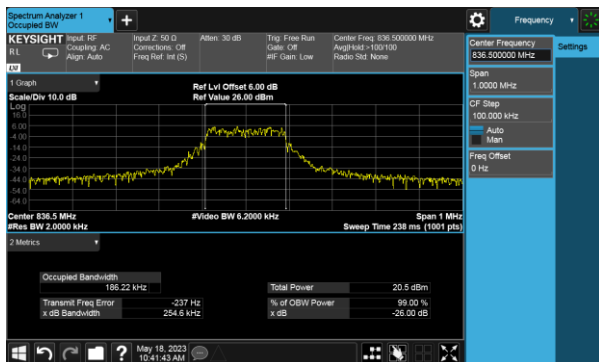 Spectrum Analyzer 1
Occupied BW
+
Frequency
KEYSIGHT
RL
Input: RF
Coupling: AC
Align: Auto
Input Z: 50 Ω
Corrections: Off
Freq Ref: Int (S)
Atten: 30 dB
Trig: Free Run
Gate: Off
#IF Gain: Low
Center Freq: 836.500000 MHz
Avg|Hold:>100/100
Radio Std: None
LXI
Center Frequency
836.500000 MHz
Settings
Span
1.0000 MHz
CF Step
100.000 kHz
Auto
Man
Freq Offset
0 Hz
1 Graph
Scale/Div 10.0 dB
Ref Lvl Offset 6.00 dB
Ref Value 26.00 dBm
Log
16.0
6.00
-4.00
-14.0
-24.0
-34.0
-44.0
-54.0
-64.0
Center 836.5 MHz
#Res BW 2.0000 kHz
#Video BW 6.2000 kHz
Span 1 MHz
Sweep Time 238 ms (1001 pts)
2 Metrics
Occupied Bandwidth
186.22 kHz
Total Power 20.5 dBm
Transmit Freq Error -237 Hz
% of OBW Power 99.00 %
x dB Bandwidth 254.6 kHz
x dB -26.00 dB
?
May 18, 2023
10:41:43 AM